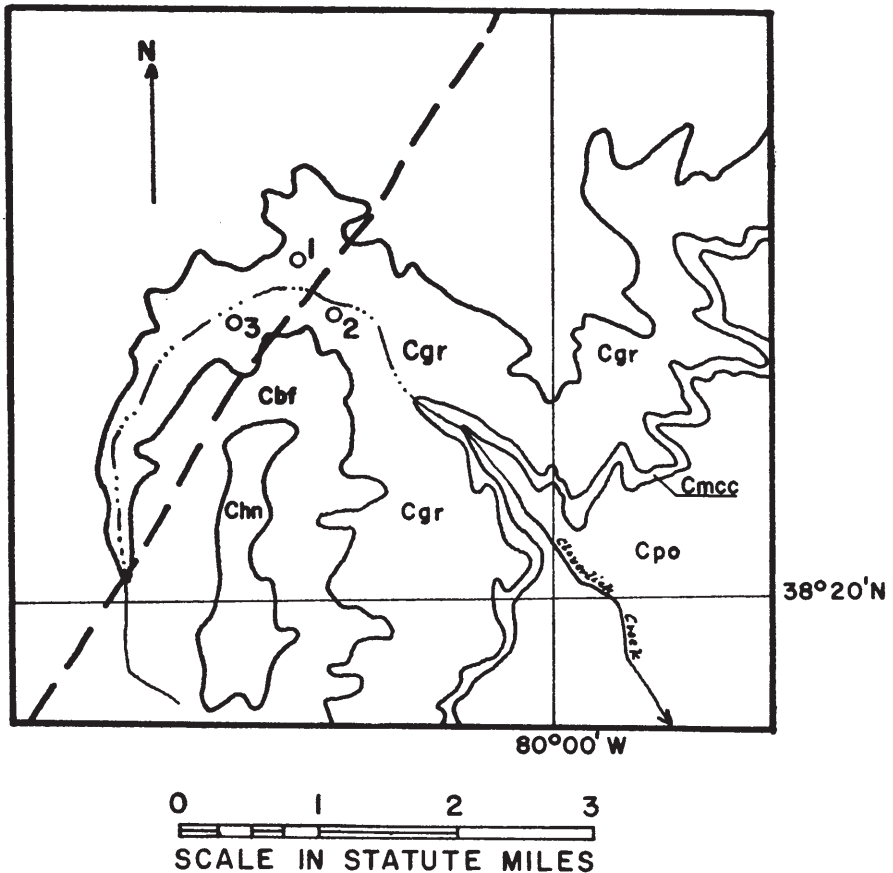 N
1
2
3
Cgr
Cgr
Cbf
Chn
Cgr
Cmcc
Cpo
Cloverlick
Creek
38°20'N
80°00'W
0 1 2 3
SCALE IN STATUTE MILES